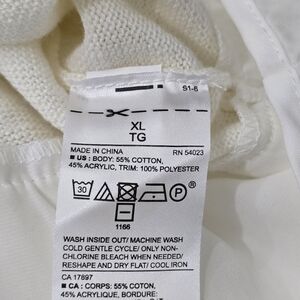 91-6
XL
TG
MADE IN CHINA RN 54023
US : BODY: 55% COTTON,
45% ACRYLIC, TRIM: 100% POLYESTER
30 P
1166
WASH INSIDE OUT/ MACHINE WASH
COLD GENTLE CYCLE/ ONLY NON-
CHLORINE BLEACH WHEN NEEDED/
RESHAPE AND DRY FLAT/ COOL IRON
CA 17897
CA : CORPS: 55% COTON,
45% ACRYLIQUE, BORDURE: